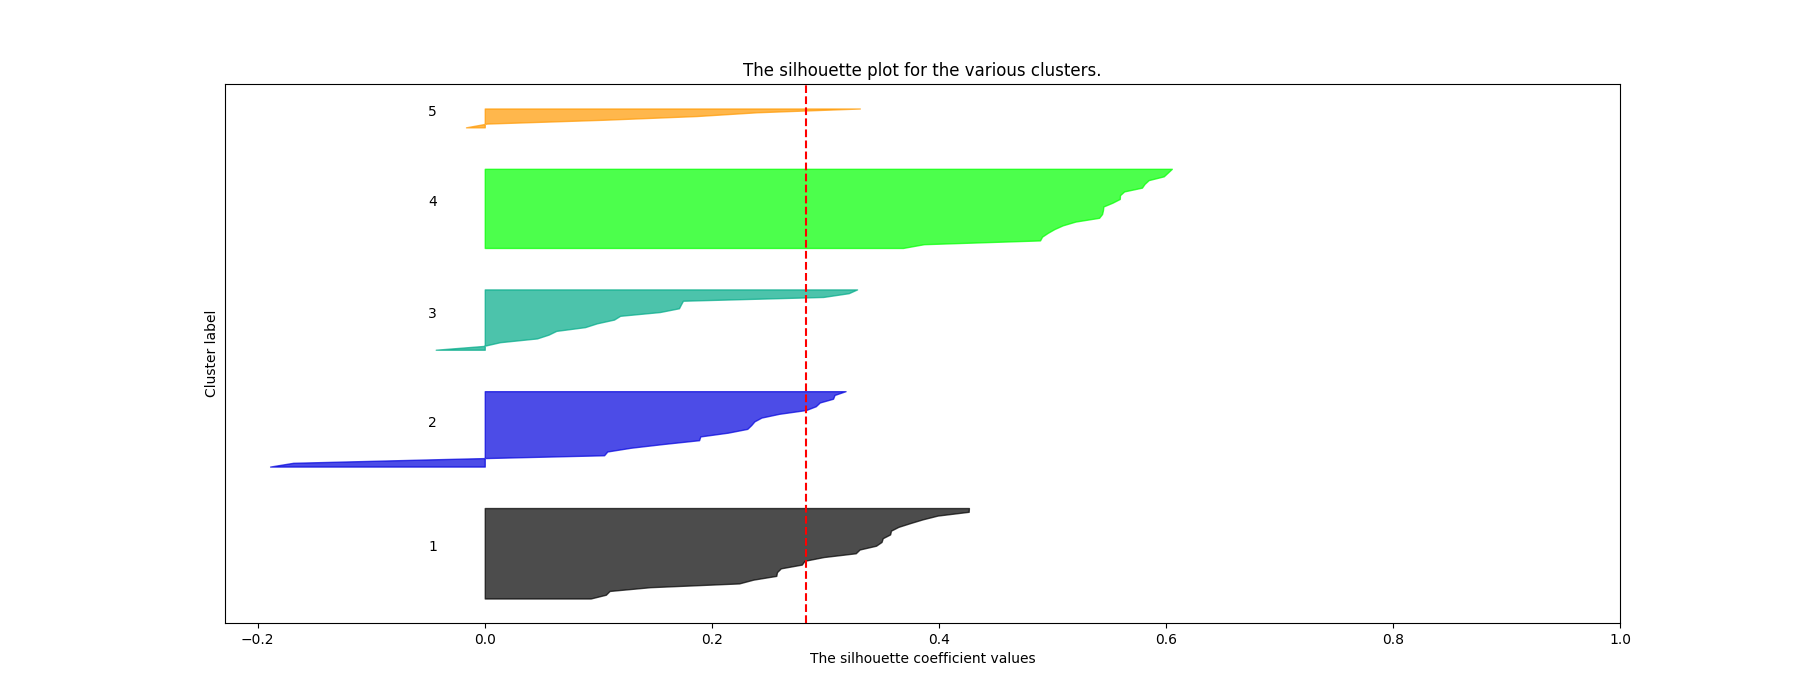 The silhouette plot for the various clusters.
5
4
3
2
1
Cluster label
−0.2 0.0 0.2 0.4 0.6 0.8 1.0
The silhouette coefficient values